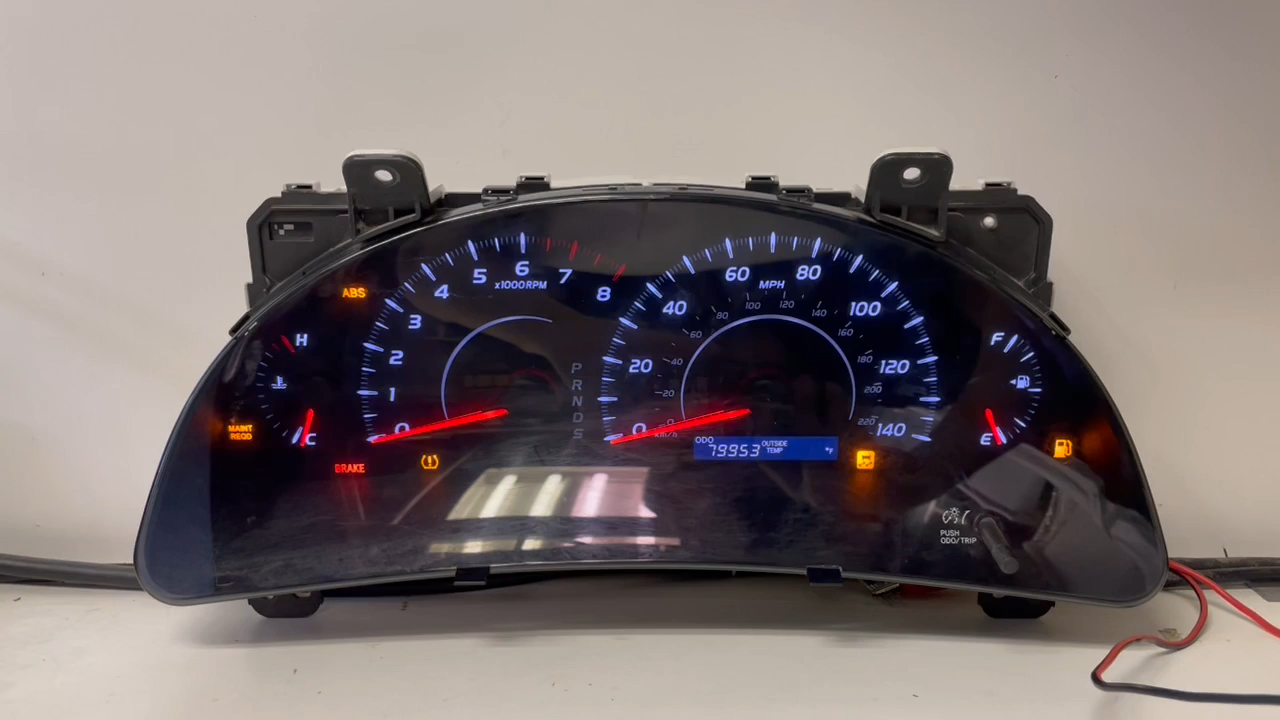 ABS
H
C
MAINT
REQD
BRAKE
0
1
2
3
4
5
6
7
8
x1000RPM
P
R
N
D
S
0
20
40
60
80
100
120
140
MPH
0
20
40
60
80
100
120
140
160
180
200
220
km/h
ODO
79953
OUTSIDE
TEMP
°F
F
E
PUSH
ODO/TRIP